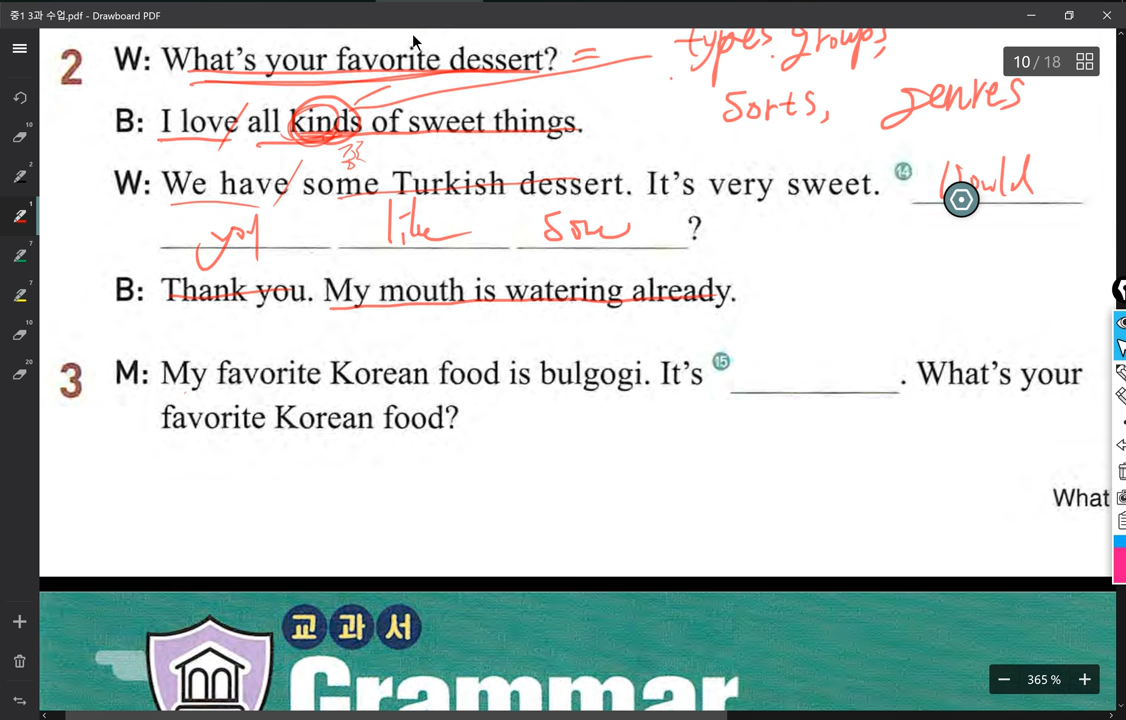 중1 3과 수업.pdf - Drawboard PDF
types, groups,
10 / 18
2 W: What's your favorite dessert? =
sorts, genres
B: I love all kinds of sweet things.
W: We have some Turkish dessert. It's very sweet. 14 Would
you like some ?
B: Thank you. My mouth is watering already.
3 M: My favorite Korean food is bulgogi. It's 15 ________. What's your
favorite Korean food?
What
교과서
Grammar
365 %